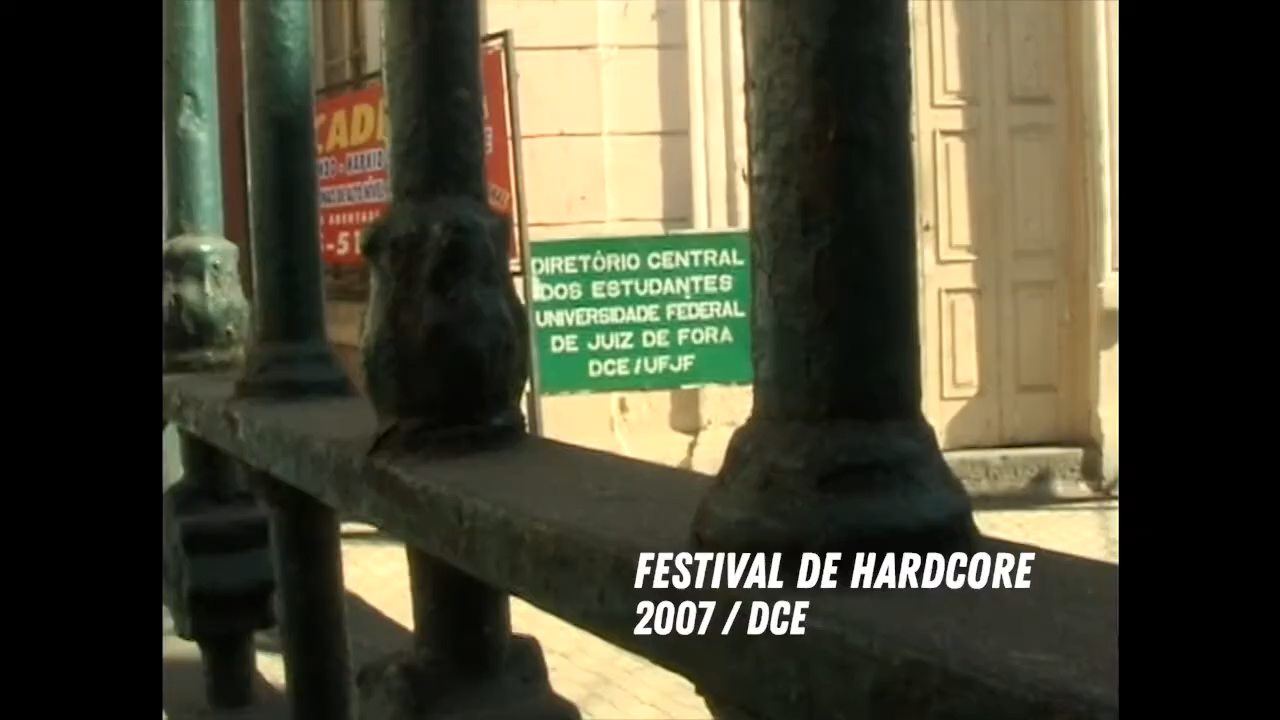 DIRETÓRIO CENTRAL
DOS ESTUDANTES
UNIVERSIDADE FEDERAL
DE JUIZ DE FORA
DCE/UFJF
FESTIVAL DE HARDCORE
2007 / DCE